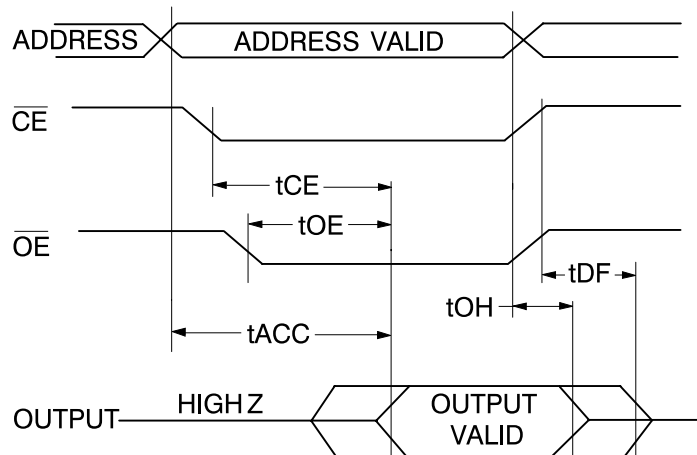 ADDRESS ADDRESS VALID
CE
tCE
tOE
OE
tDF
tOH
tACC
HIGH Z
OUTPUT
OUTPUT
VALID